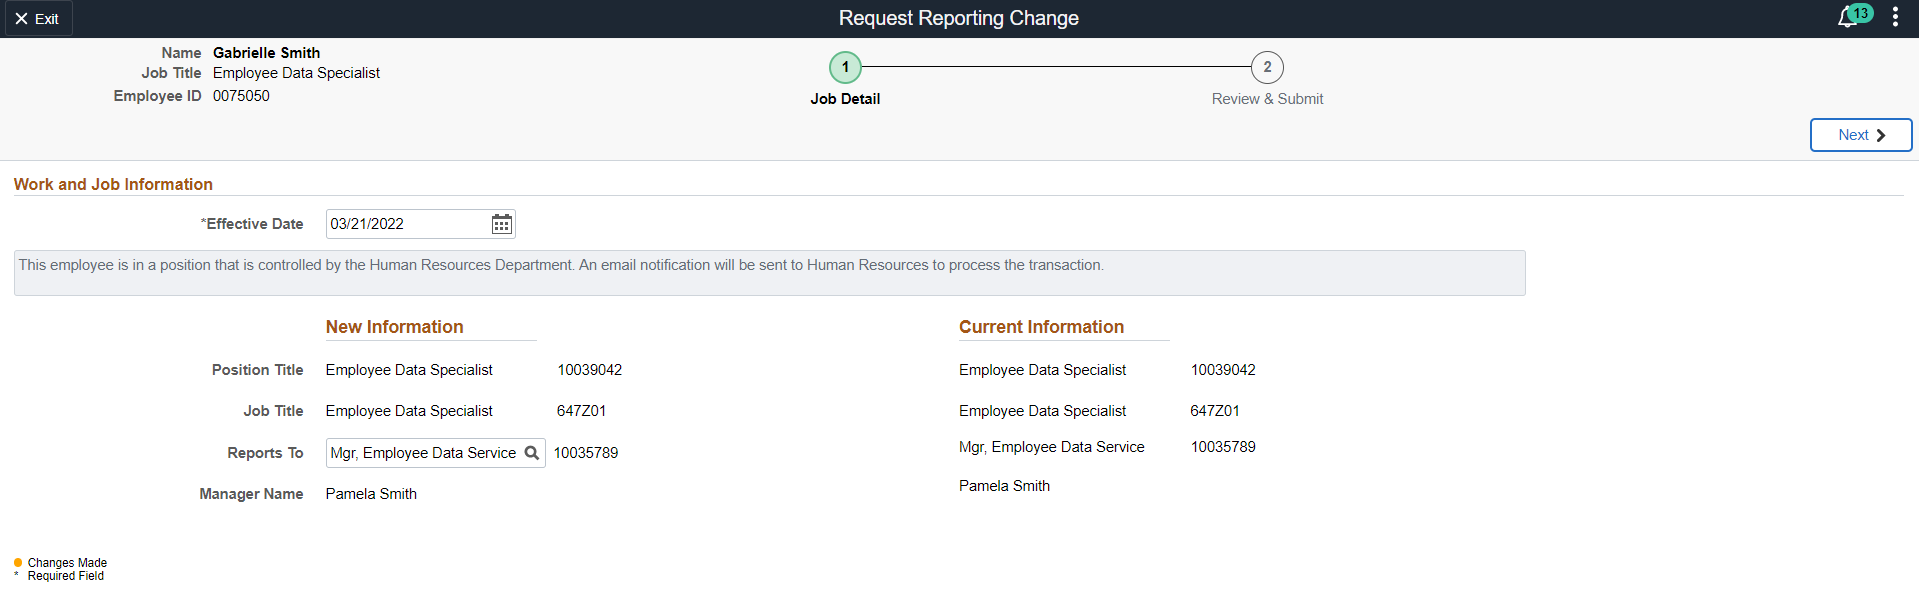 Exit
Request Reporting Change
13
Name Gabrielle Smith
Job Title Employee Data Specialist
Employee ID 0075050
1
2
Job Detail
Review & Submit
Next
Work and Job Information
*Effective Date 03/21/2022
This employee is in a position that is controlled by the Human Resources Department. An email notification will be sent to Human Resources to process the transaction.
New Information
Current Information
Position Title Employee Data Specialist 10039042 Employee Data Specialist 10039042
Job Title Employee Data Specialist 647Z01 Employee Data Specialist 647Z01
Reports To Mgr, Employee Data Service 10035789 Mgr, Employee Data Service 10035789
Manager Name Pamela Smith Pamela Smith
Changes Made
* Required Field